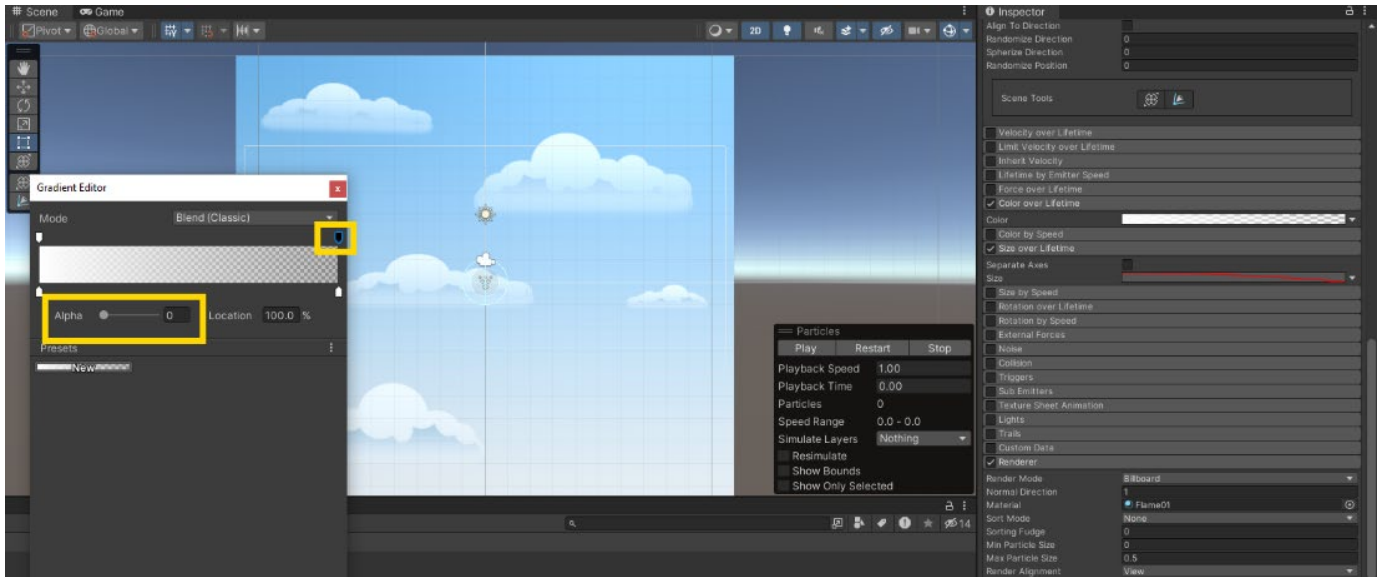 Scene Game
Pivot Global
2D
Gradient Editor
x
Mode Blend (Classic)
Alpha 0 Location 100.0 %
Presets
New
Particles
Play Restart Stop
Playback Speed 1.00
Playback Time 0.00
Particles 0
Speed Range 0.0 - 0.0
Simulate Layers Nothing
Resimulate
Show Bounds
Show Only Selected
14
Inspector
Align To Direction
Randomize Direction 0
Spherize Direction 0
Randomize Position 0
Scene Tools
Velocity over Lifetime
Limit Velocity over Lifetime
Inherit Velocity
Lifetime by Emitter Speed
Force over Lifetime
Color over Lifetime
Color
Color by Speed
Size over Lifetime
Separate Axes
Size
Size by Speed
Rotation over Lifetime
Rotation by Speed
External Forces
Noise
Collision
Triggers
Sub Emitters
Texture Sheet Animation
Lights
Trails
Custom Data
Renderer
Render Mode Billboard
Normal Direction 1
Material Flame01
Sort Mode None
Sorting Fudge 0
Min Particle Size 0
Max Particle Size 0.5
Render Alignment View